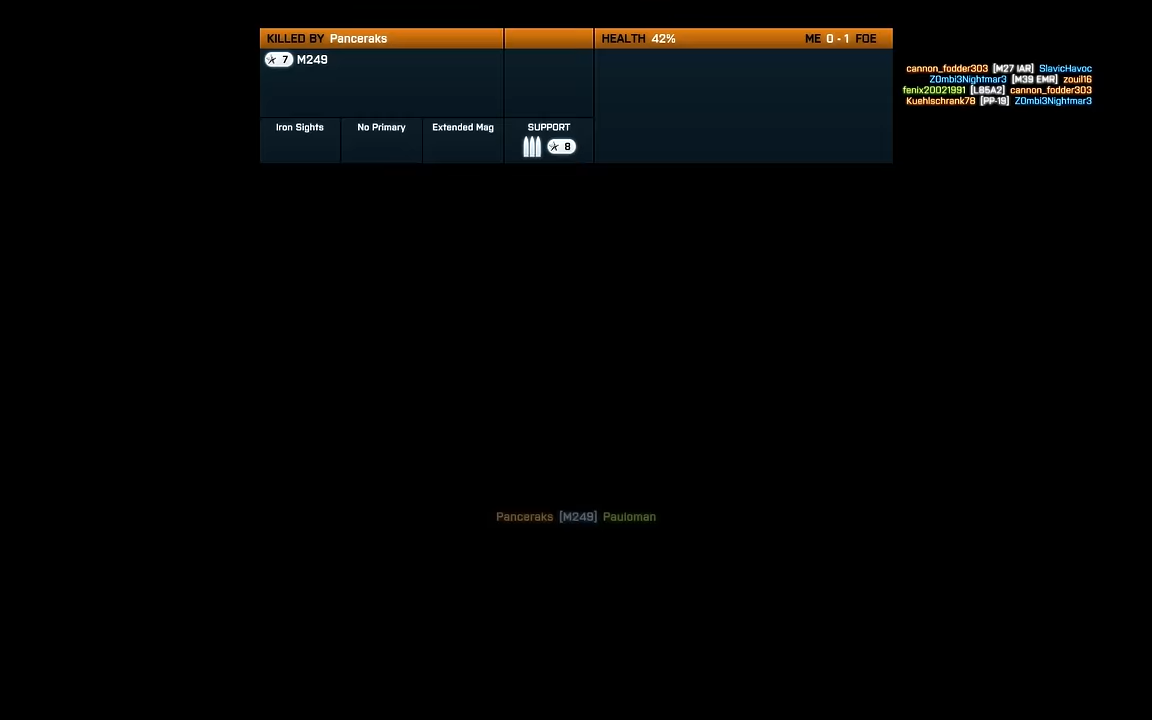 KILLED BY Panceraks HEALTH 42% ME 0 - 1 FOE
7 M249
Iron Sights No Primary Extended Mag SUPPORT
8
cannon_fodder303 [M27 IAR] SlavicHavoc
Z0mbi3Nightmar3 [M39 EMR] zouil16
fenix20021991 [L85A2] cannon_fodder303
Kuehlschrank78 [PP-19] Z0mbi3Nightmar3
Panceraks [M249] Pauloman